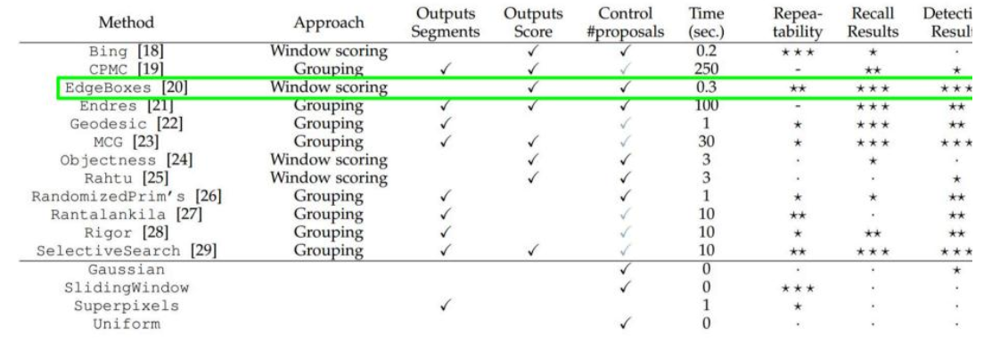 Method Approach Outputs Segments Outputs Score Control #proposals Time (sec.) Repea-tability Recall Results Detecti Result
Bing [18] Window scoring ✓ ✓ 0.2 ★★★ ★ ·
CPMC [19] Grouping ✓ ✓ ✓ 250 - ★★ ★
EdgeBoxes [20] Window scoring ✓ ✓ 0.3 ★★ ★★★ ★★★
Endres [21] Grouping ✓ ✓ ✓ 100 - ★★★ ★★
Geodesic [22] Grouping ✓ ✓ 1 ★ ★★★ ★★
MCG [23] Grouping ✓ ✓ ✓ 30 ★ ★★★ ★★★
Objectness [24] Window scoring ✓ ✓ 3 · ★ ·
Rahtu [25] Window scoring ✓ ✓ 3 · · ★
RandomizedPrim's [26] Grouping ✓ ✓ 1 ★ ★ ★★
Rantalankila [27] Grouping ✓ ✓ 10 ★★ · ★★
Rigor [28] Grouping ✓ ✓ 10 ★ ★★ ★★
SelectiveSearch [29] Grouping ✓ ✓ ✓ 10 ★★ ★★★ ★★★
Gaussian ✓ 0 · · ★
SlidingWindow ✓ 0 ★★★ · ·
Superpixels ✓ 1 ★ · ·
Uniform ✓ 0 · · ·